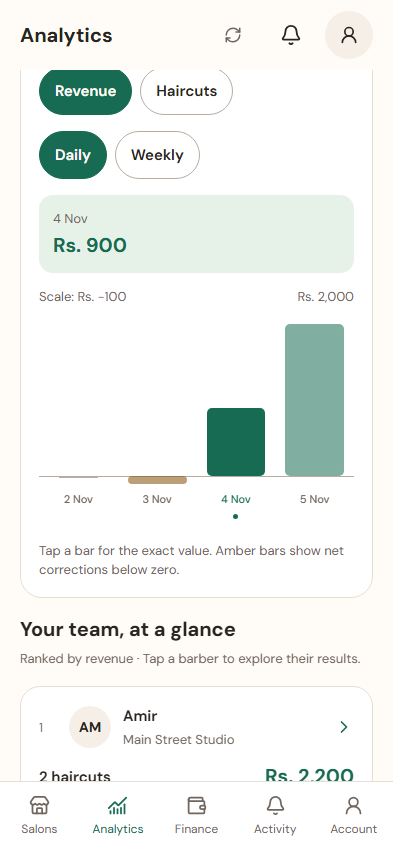 Analytics
Revenue
Haircuts
Daily
Weekly
4 Nov
Rs. 900
Scale: Rs. -100
Rs. 2,000
2 Nov
3 Nov
4 Nov
5 Nov
Tap a bar for the exact value. Amber bars show net
corrections below zero.
Your team, at a glance
Ranked by revenue · Tap a barber to explore their results.
1
AM
Amir
Main Street Studio
2 haircuts
Rs. 2,200
Salons
Analytics
Finance
Activity
Account